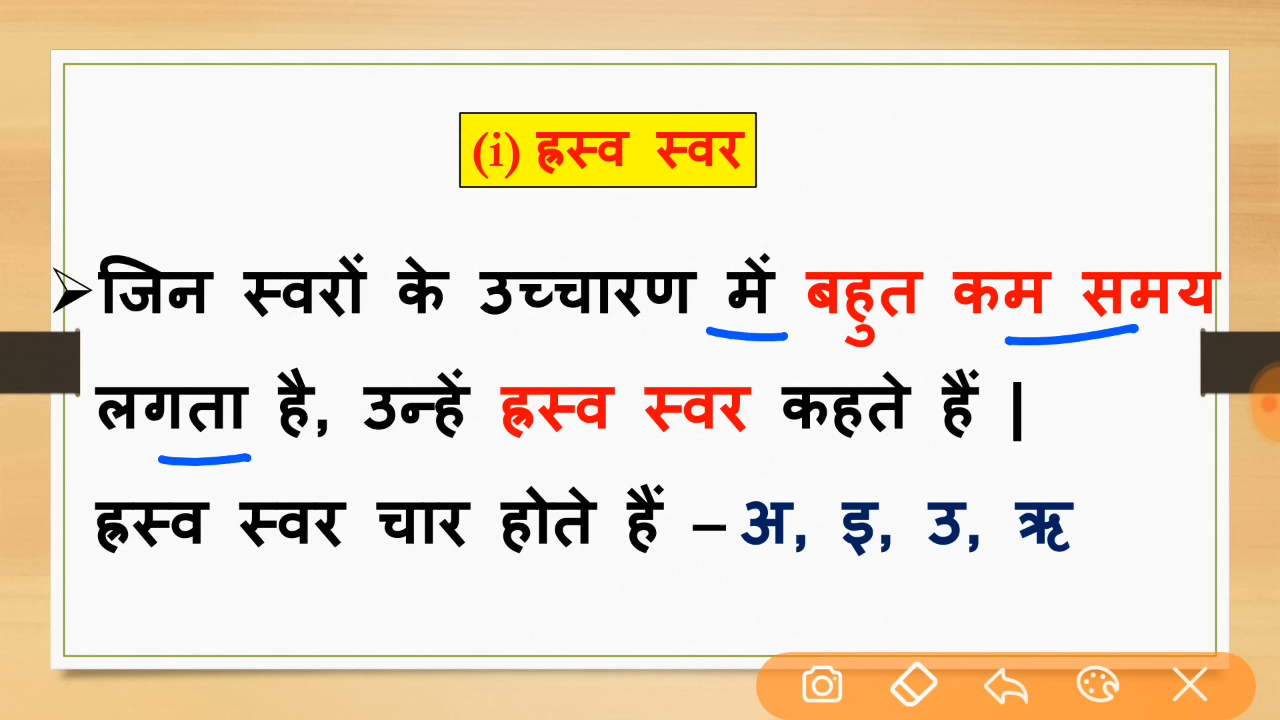 (i) ह्रस्व स्वर
➢जिन स्वरों के उच्चारण में बहुत कम समय
लगता है, उन्हें ह्रस्व स्वर कहते हैं |
ह्रस्व स्वर चार होते हैं – अ, इ, उ, ऋ